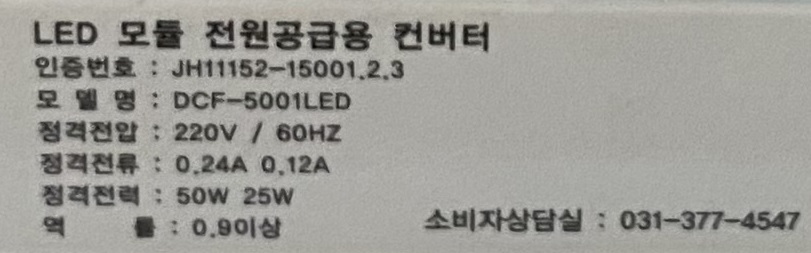 LED 모듈 전원공급용 컨버터
인증번호 : JH11152-15001.2.3
모 델 명 : DCF-5001LED
정격전압 : 220V / 60HZ
정격전류 : 0.24A 0.12A
정격전력 : 50W 25W
역 률 : 0.9이상
소비자상담실 : 031-377-4547